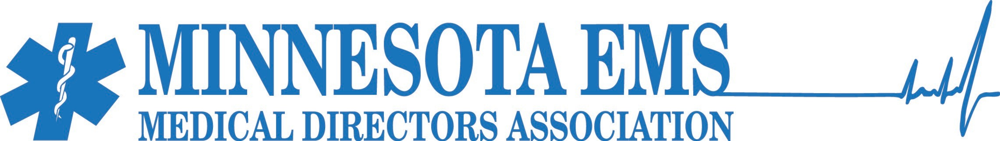 MINNESOTA EMS
MEDICAL DIRECTORS ASSOCIATION